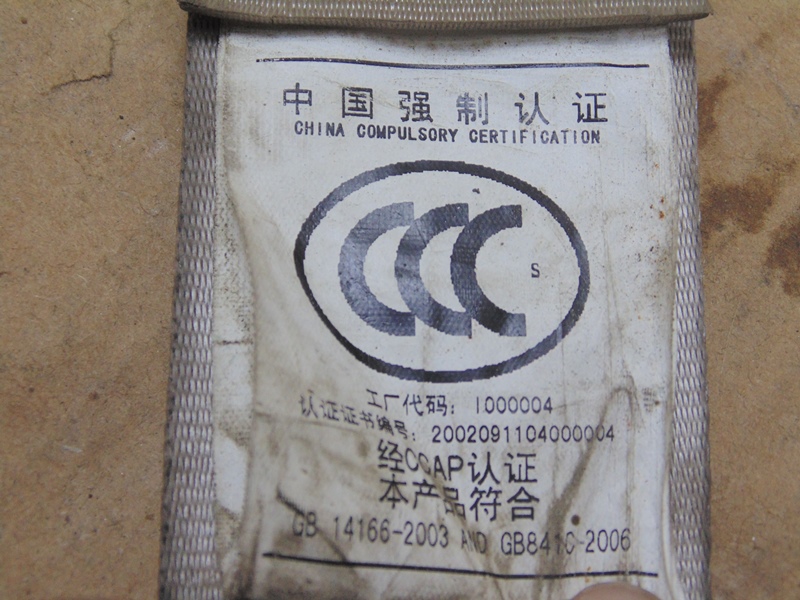 中国强制认证
CHINA COMPULSORY CERTIFICATION
CCC
S
工厂代码: I000004
认证证书编号: 2002091104000004
经CCAP认证
本产品符合
GB 14166-2003 AND GB8410-2006